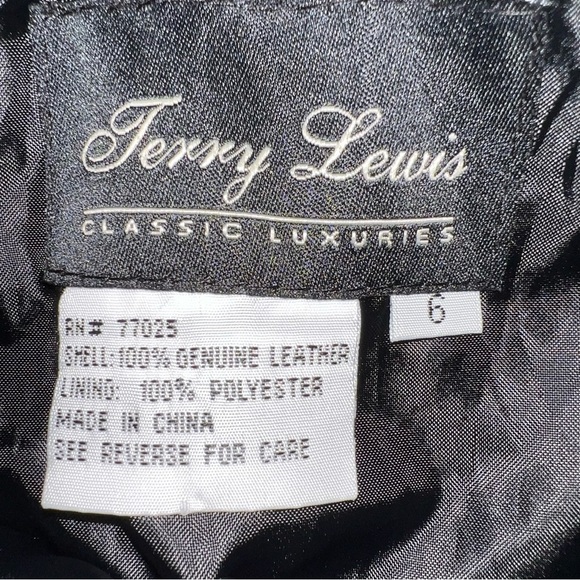 Terry Lewis
CLASSIC LUXURIES
6
RN# 77025
SHELL: 100% GENUINE LEATHER
LINING: 100% POLYESTER
MADE IN CHINA
SEE REVERSE FOR CARE